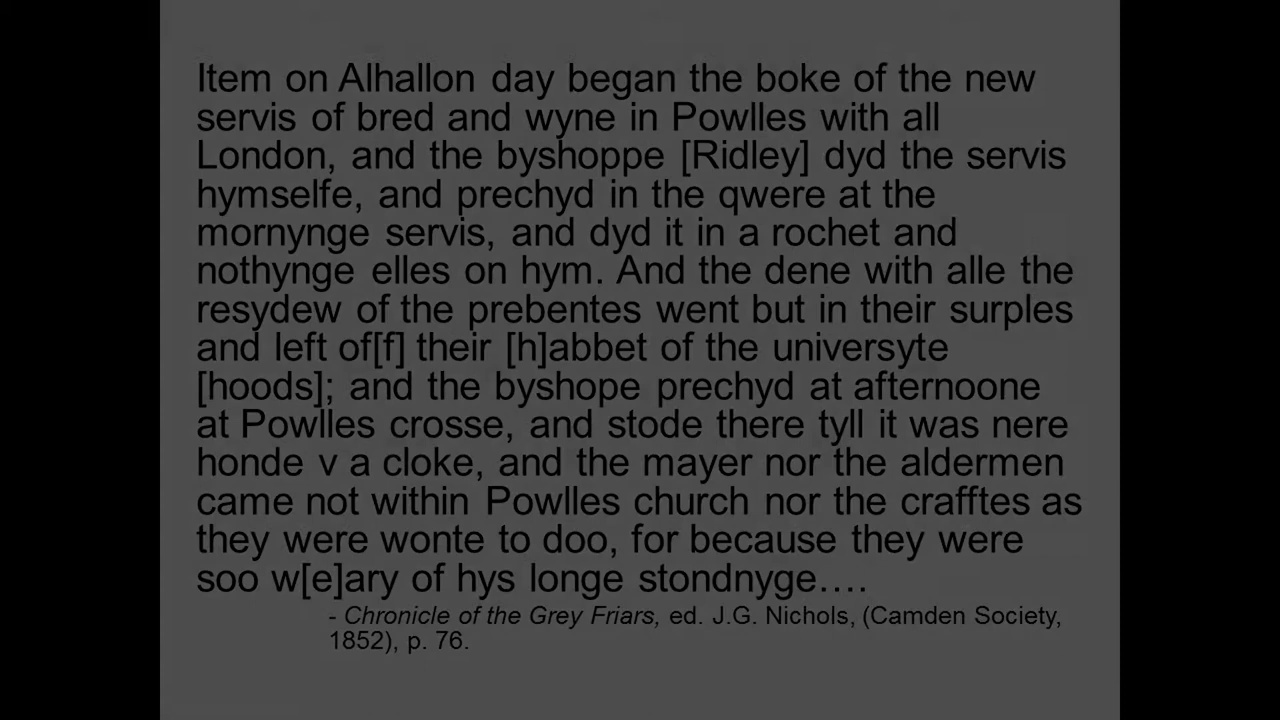 Item on Alhallon day began the boke of the new
servis of bred and wyne in Powlles with all
London, and the byshoppe [Ridley] dyd the servis
hymselfe, and prechyd in the qwere at the
mornynge servis, and dyd it in a rochet and
nothynge elles on hym. And the dene with alle the
resydew of the prebentes went but in their surples
and left of[f] their [h]abbet of the universyte
[hoods]; and the byshope prechyd at afternoone
at Powlles crosse, and stode there tyll it was nere
honde v a cloke, and the mayer nor the aldermen
came not within Powlles church nor the crafftes as
they were wonte to doo, for because they were
soo w[e]ary of hys longe stondnyge….
- Chronicle of the Grey Friars, ed. J.G. Nichols, (Camden Society,
1852), p. 76.